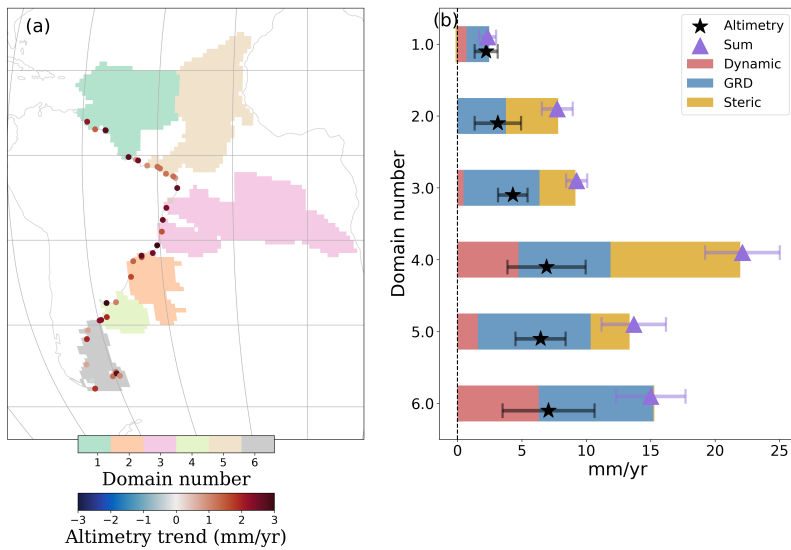 (a)
1 2 3 4 5 6
Domain number
−3 −2 −1 0 1 2 3
Altimetry trend (mm/yr)
(b)
Altimetry
Sum
Dynamic
GRD
Steric
1.0
2.0
3.0
4.0
5.0
6.0
Domain number
0 5 10 15 20 25
mm/yr